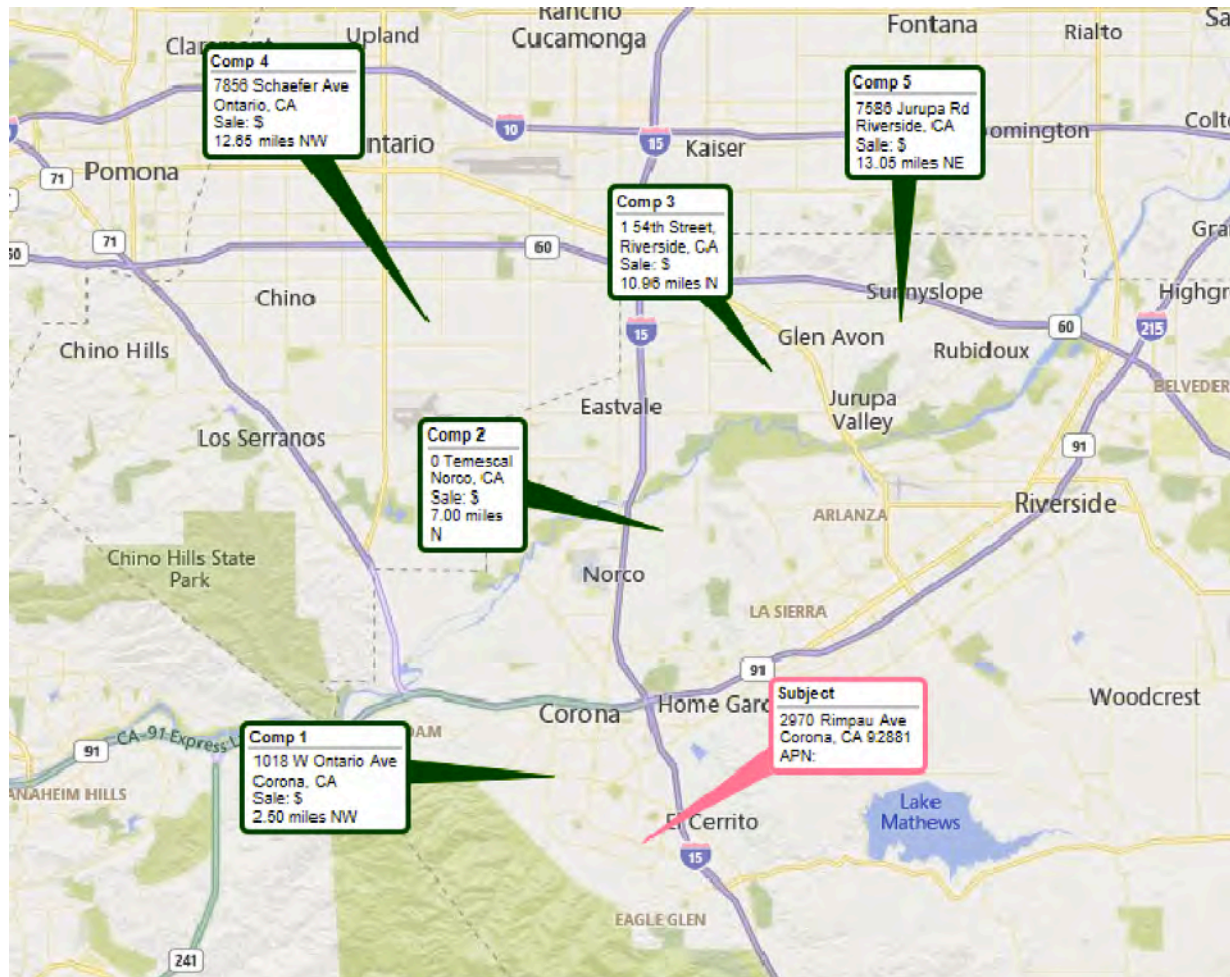 Rancho
Cucamonga
Fontana
Rialto
Upland
Comp 4
7856 Schaefer Ave
Ontario, CA
Sale: $
12.65 miles NW
Comp 5
7586 Jurupa Rd
Riverside, CA
Sale: $
13.05 miles NE
10
15
Kaiser
71
Pomona
Comp 3
1 54th Street,
Riverside, CA
Sale: $
10.96 miles N
71
60
Chino
Sunnyslope
15
Glen Avon
60
215
Chino Hills
Rubidoux
Eastvale
Jurupa
Valley
Los Serranos
Comp 2
0 Temescal
Norco, CA
Sale: $
7.00 miles
N
91
Riverside
ARLANZA
Chino Hills State
Park
Norco
LA SIERRA
91
Subject
2970 Rimpau Ave
Corona, CA 92881
APN:
Woodcrest
Corona
Home
Comp 1
1018 W Ontario Ave
Corona, CA
Sale: $
2.50 miles NW
91
CA-91 Express
ANAHEIM HILLS
Lake
Mathews
El Cerrito
15
EAGLE GLEN
241